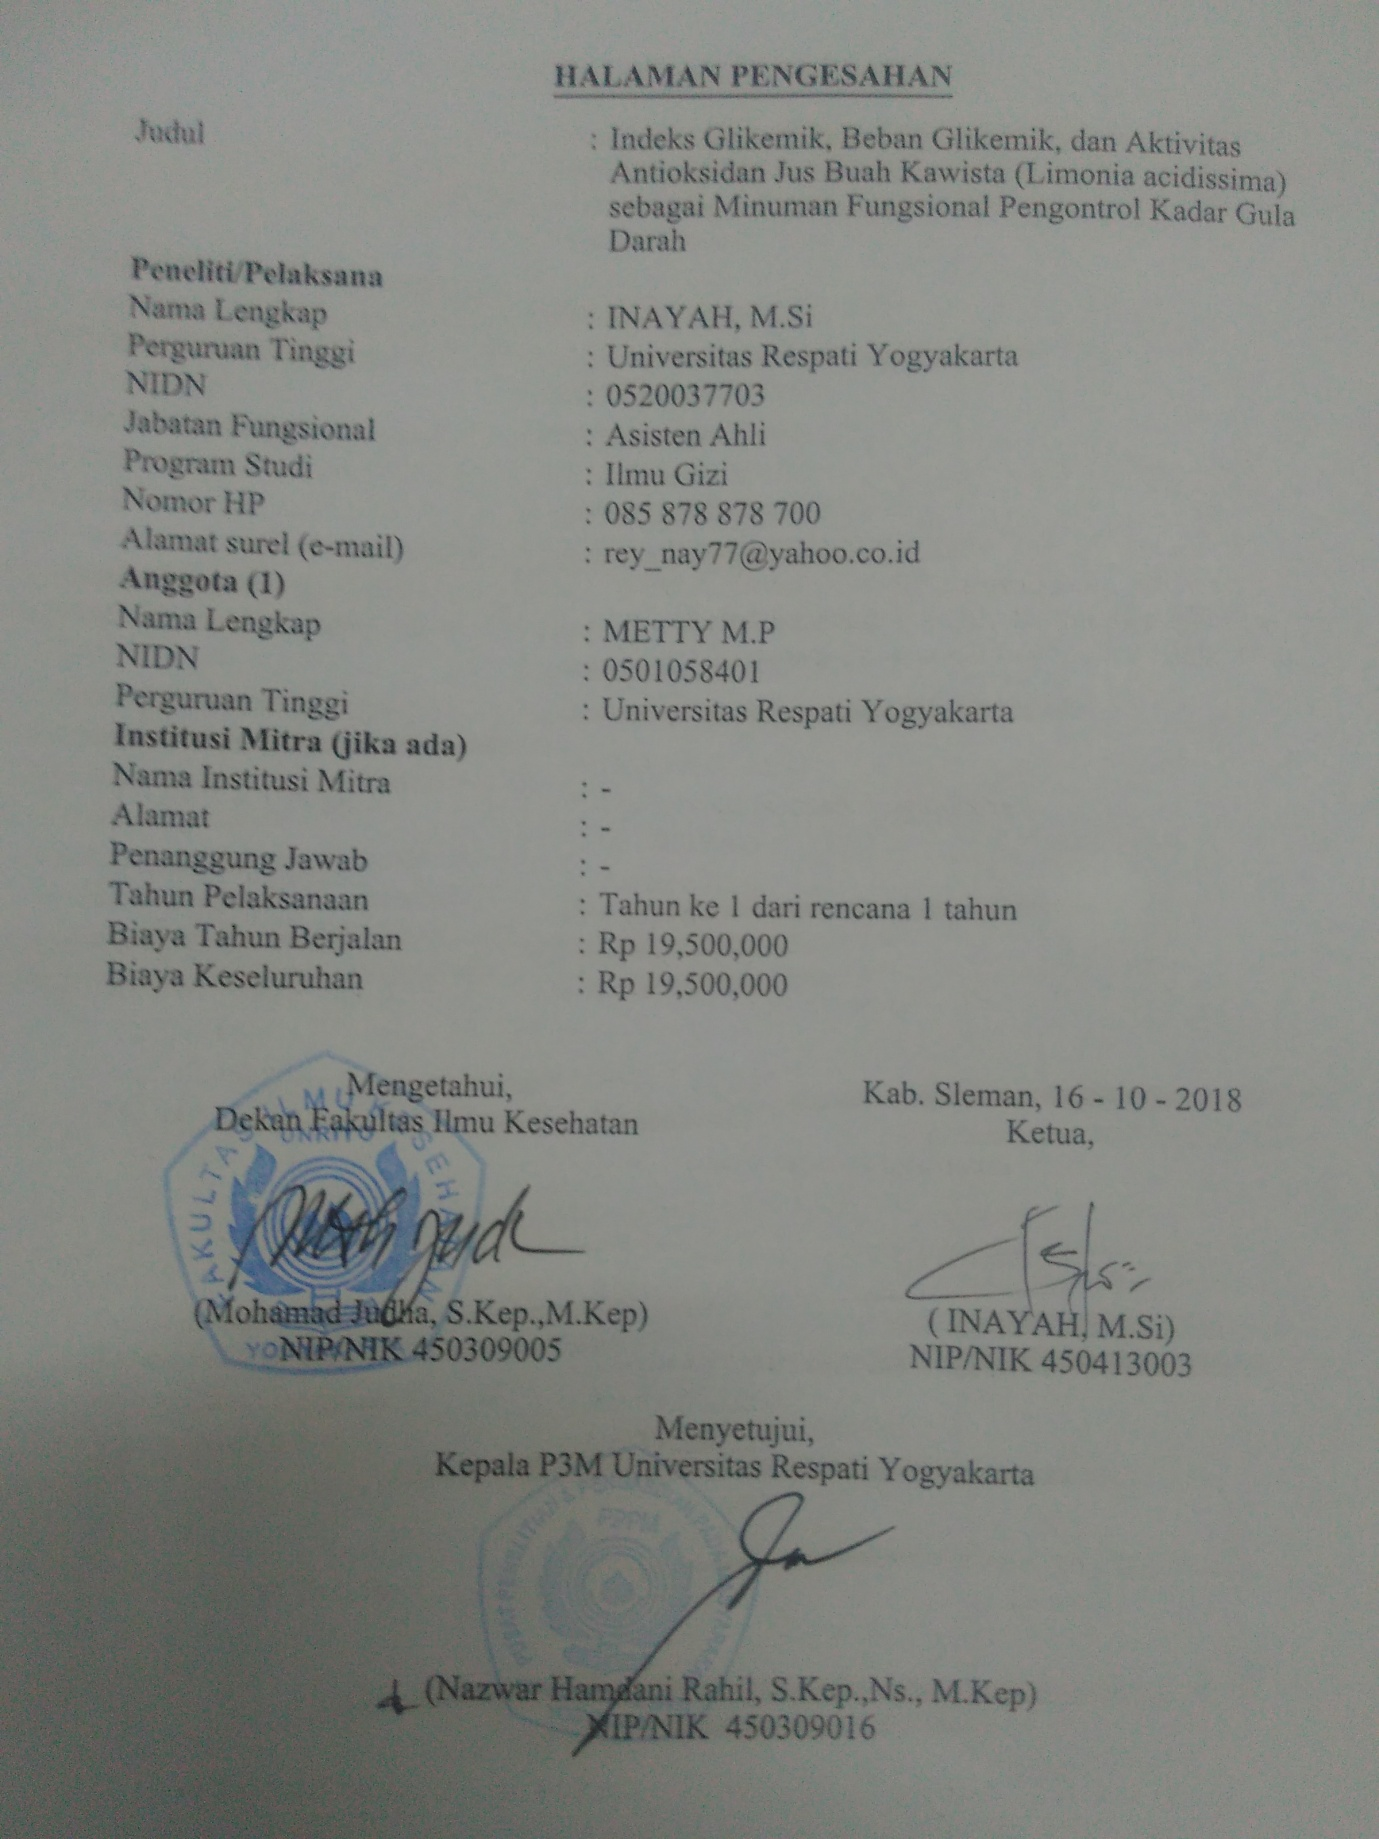 HALAMAN PENGESAHAN
Judul : Indeks Glikemik, Beban Glikemik, dan Aktivitas
Antioksidan Jus Buah Kawista (Limonia acidissima)
sebagai Minuman Fungsional Pengontrol Kadar Gula
Darah
Peneliti/Pelaksana
Nama Lengkap : INAYAH, M.Si
Perguruan Tinggi : Universitas Respati Yogyakarta
NIDN : 0520037703
Jabatan Fungsional : Asisten Ahli
Program Studi : Ilmu Gizi
Nomor HP : 085 878 878 700
Alamat surel (e-mail) : rey_nay77@yahoo.co.id
Anggota (1)
Nama Lengkap : METTY M.P
NIDN : 0501058401
Perguruan Tinggi : Universitas Respati Yogyakarta
Institusi Mitra (jika ada)
Nama Institusi Mitra : -
Alamat : -
Penanggung Jawab : -
Tahun Pelaksanaan : Tahun ke 1 dari rencana 1 tahun
Biaya Tahun Berjalan : Rp 19,500,000
Biaya Keseluruhan : Rp 19,500,000
Mengetahui,
Dekan Fakultas Ilmu Kesehatan
FAKULTAS ILMU KESEHATAN
UNRIYO
(Mohamad Judha, S.Kep.,M.Kep)
NIP/NIK 450309005
Kab. Sleman, 16 - 10 - 2018
Ketua,
( INAYAH, M.Si)
NIP/NIK 450413003
Menyetujui,
Kepala P3M Universitas Respati Yogyakarta
PUSAT PENELITIAN &
PPPM
(Nazwar Hamdani Rahil, S.Kep.,Ns., M.Kep)
NIP/NIK 450309016